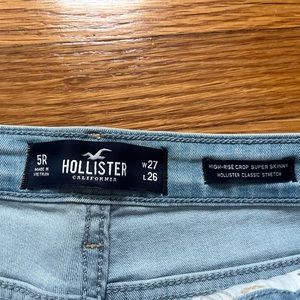 5R
MADE IN
VIETNAM
HOLLISTER
CALIFORNIA
W27
L26
HIGH-RISE CROP SUPER SKINNY
HOLLISTER CLASSIC STRETCH